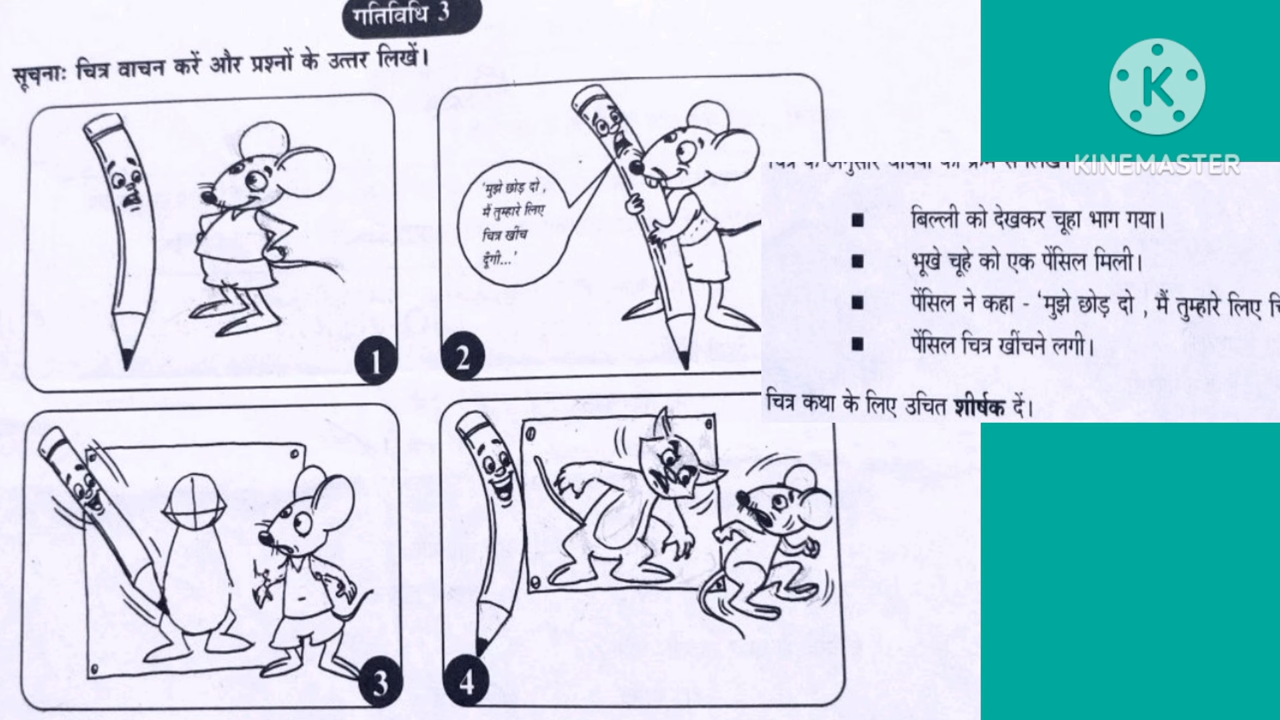 गतिविधि 3
सूचनाः चित्र वाचन करें और प्रश्नों के उत्तर लिखें।
1
'मुझे छोड़ दो ,
मैं तुम्हारे लिए
चित्र खींच
दूँगी...'
2
3
4
K
KINEMASTER
बिल्ली को देखकर चूहा भाग गया।
भूखे चूहे को एक पेंसिल मिली।
पेंसिल ने कहा - 'मुझे छोड़ दो , मैं तुम्हारे लिए
पेंसिल चित्र खींचने लगी।
चित्र कथा के लिए उचित शीर्षक दें।